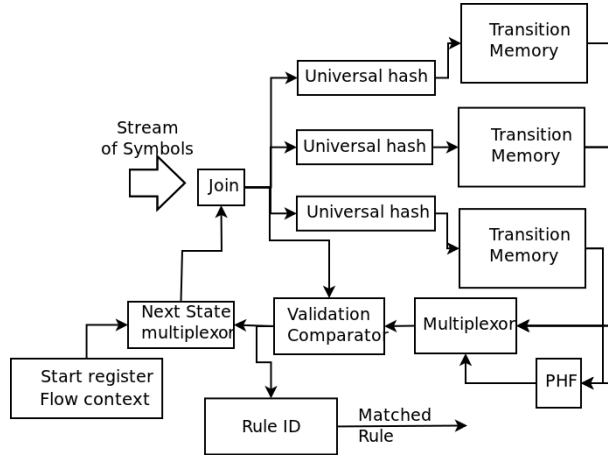 Transition
Memory
Universal hash
Stream
of Symbols
Universal hash
Transition
Memory
Join
Universal hash
Transition
Memory
Next State
multiplexor
Validation
Comparator
Multiplexor
Start register
Flow context
PHF
Rule ID
Matched
Rule